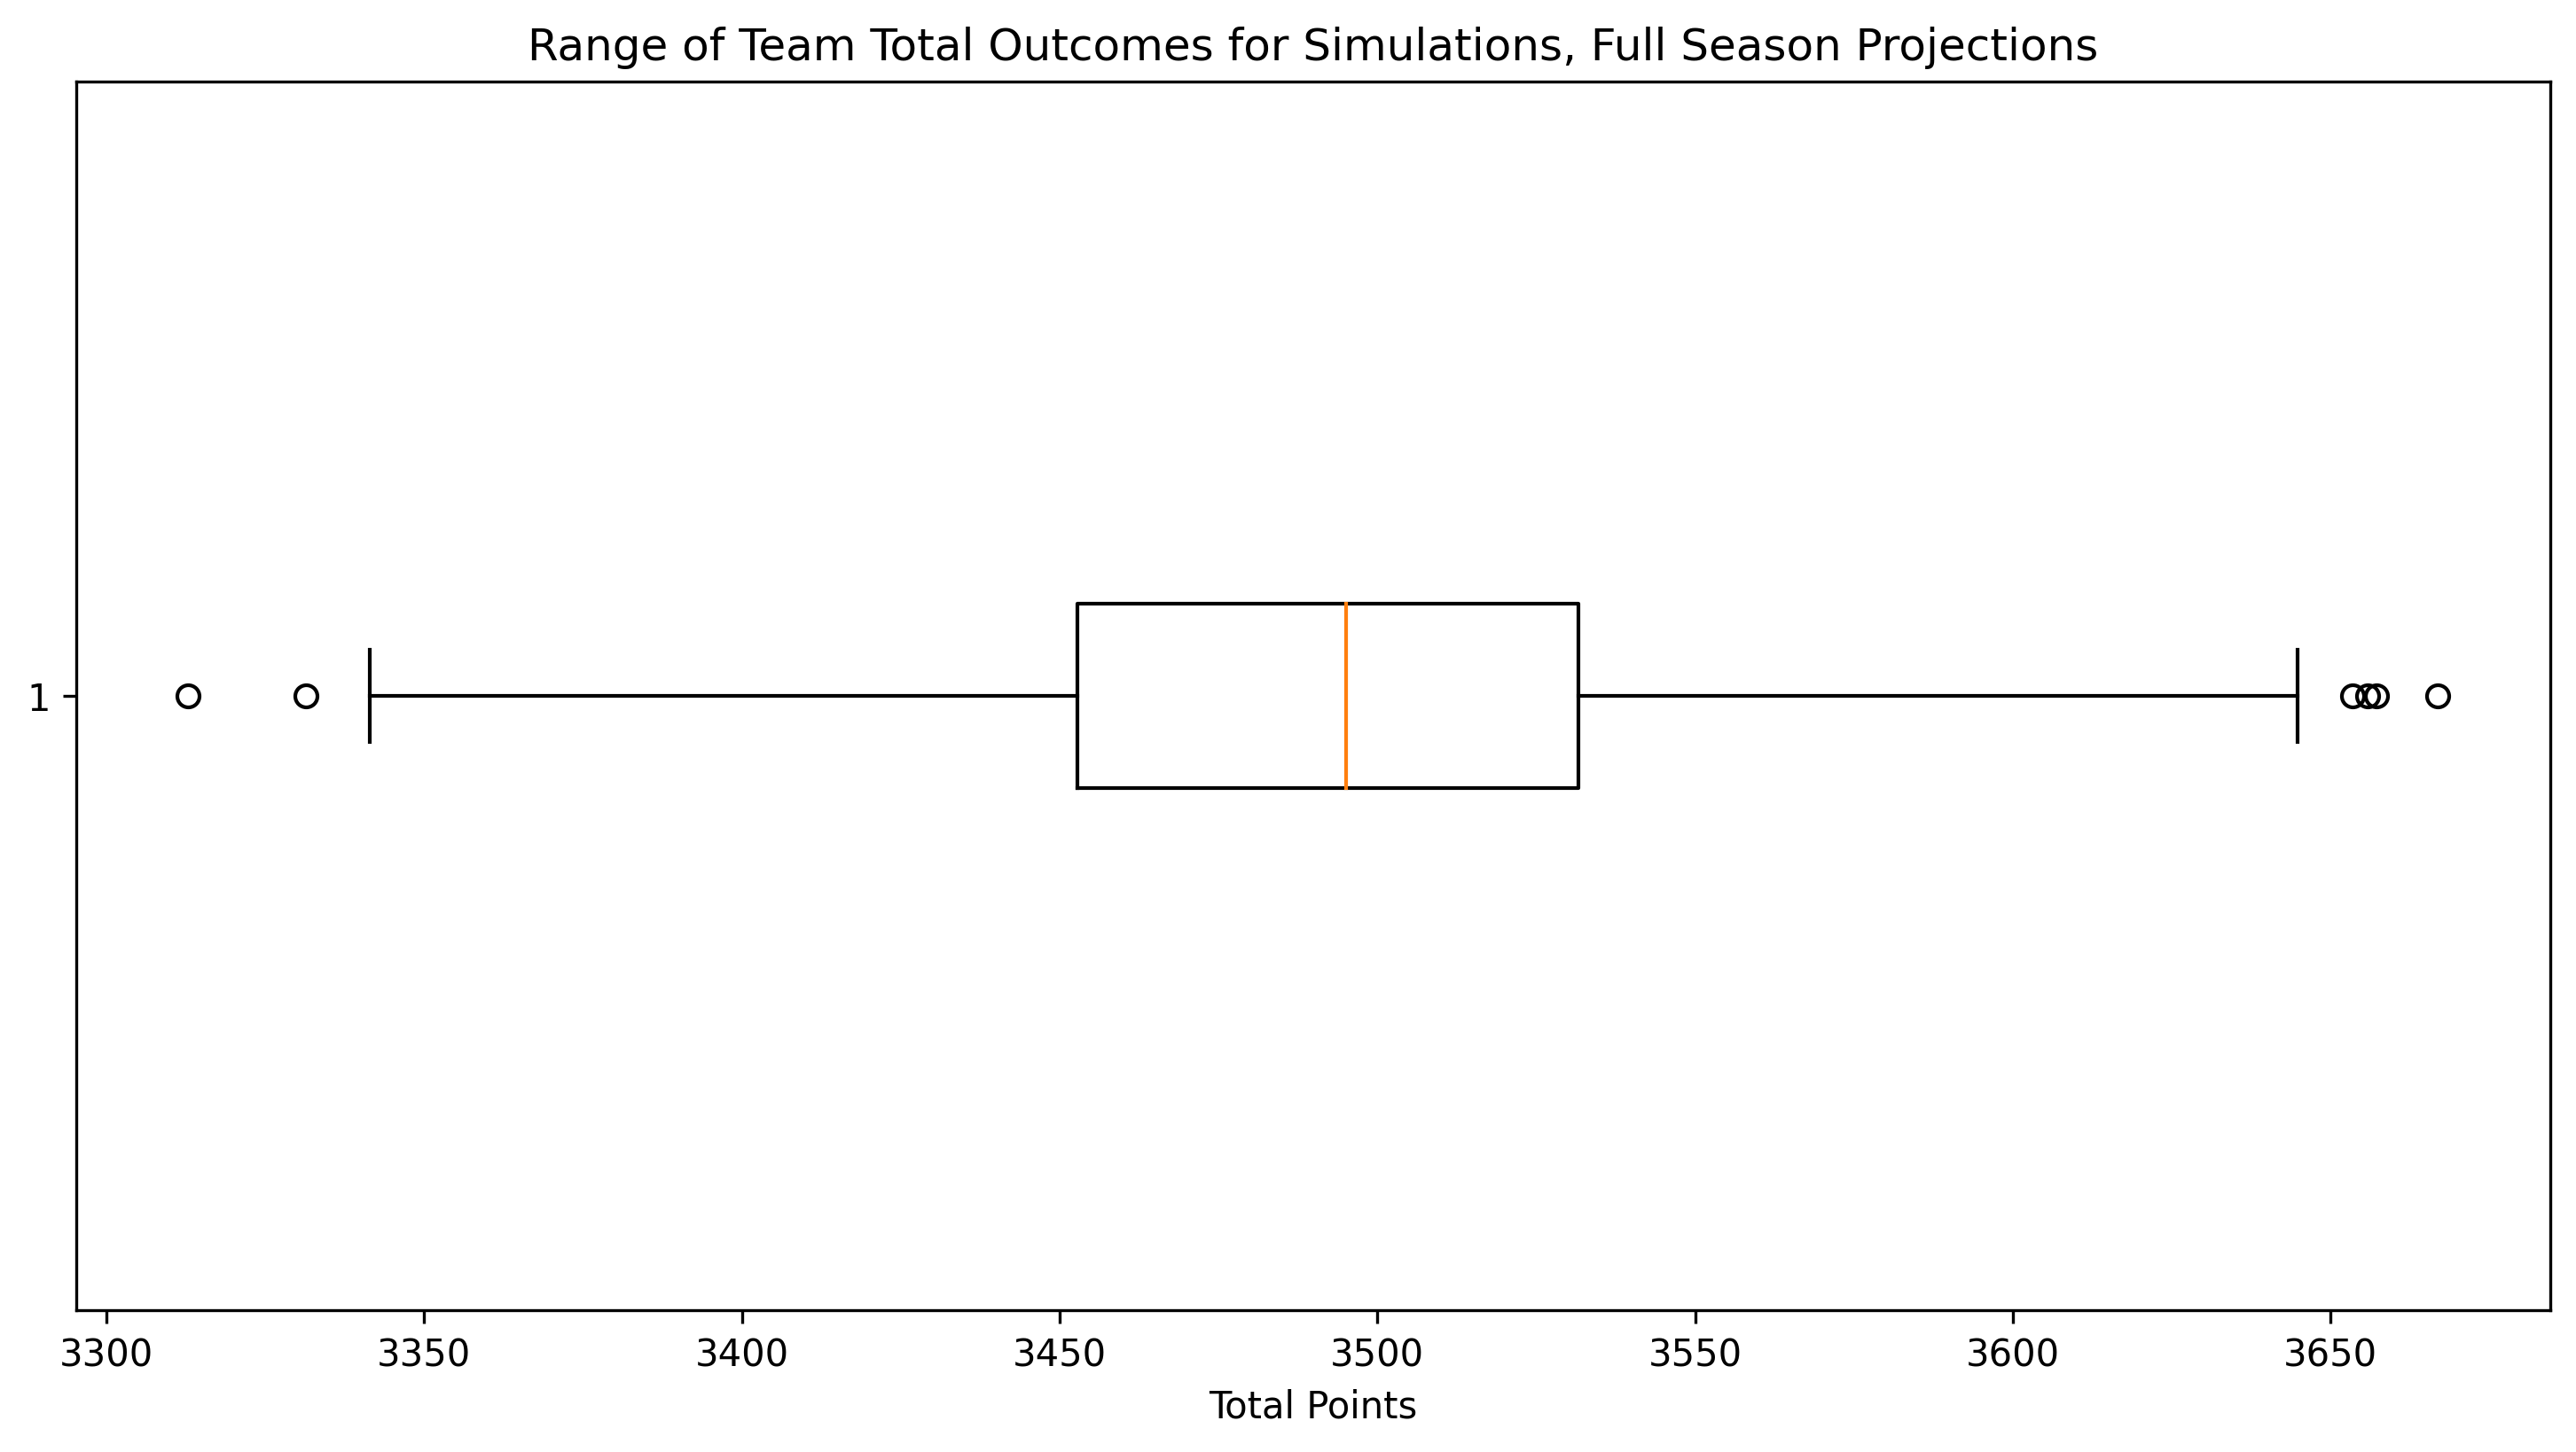 Range of Team Total Outcomes for Simulations, Full Season Projections
1
3300 3350 3400 3450 3500 3550 3600 3650
Total Points